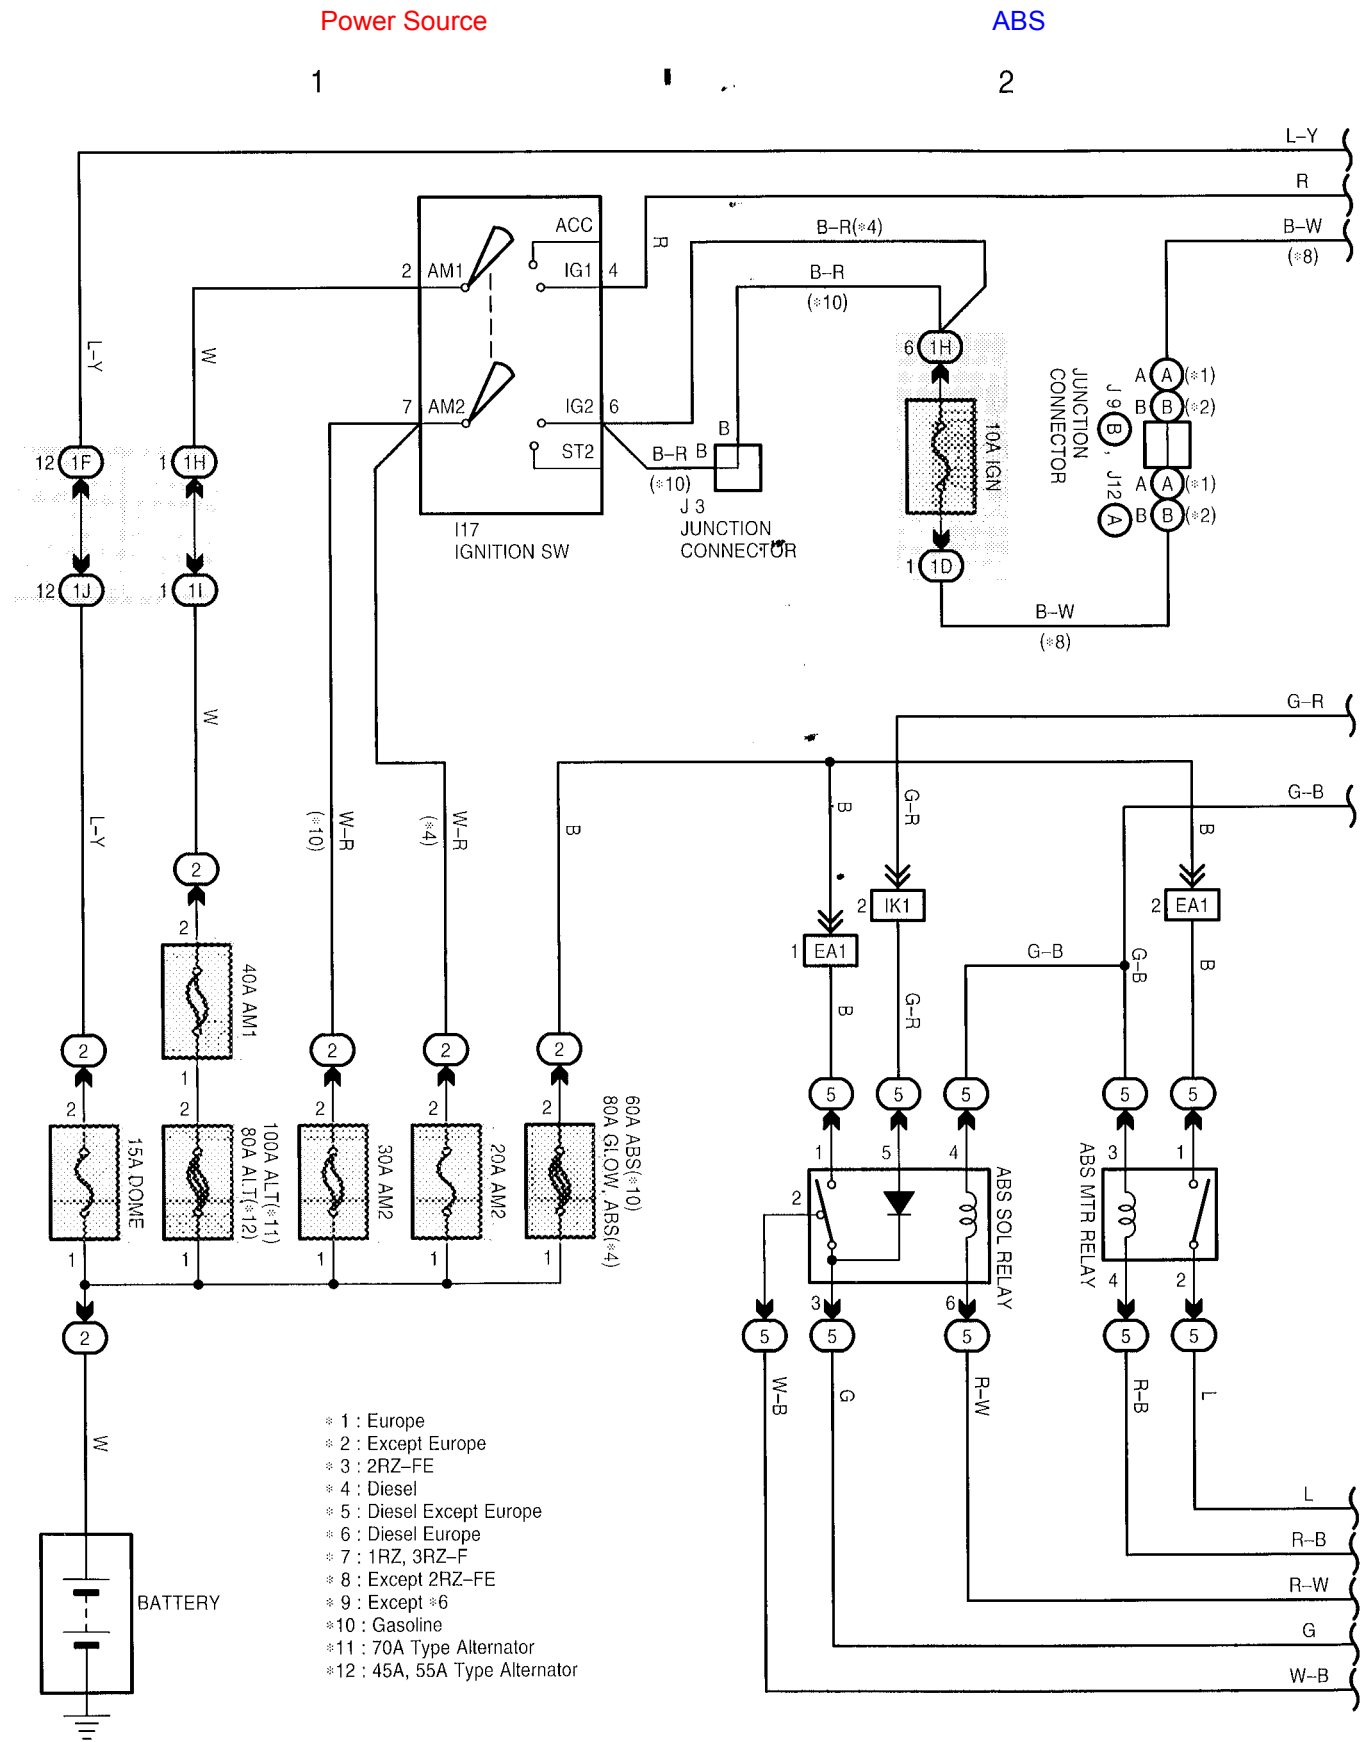 Power Source
ABS
1
2
L–Y
R
B–W
(*8)
ACC
R
B–R(*4)
2
AM1
IG1
4
B–R
(*10)
L–Y
W
6
1H
A
A
(*1)
B
B
(*2)
JUNCTION
CONNECTOR
J 9
B
,
J12
A
7
AM2
IG2
6
B
10A IGN
ST2
B–R
B
(*10)
12
1F
1
1H
A
A
(*1)
B
B
(*2)
J 3
JUNCTION
CONNECTOR
I17
IGNITION SW
1
1D
12
1J
1
1I
B–W
(*8)
W
G–R
G–B
L–Y
W–R
(*10)
W–R
(*4)
B
B
G–R
B
2
2
2
IK1
2
EA1
1
EA1
G–B
G–B
B
40A AM1
B
G–R
2
2
2
2
1
5
5
5
5
5
2
2
2
2
2
1
5
4
3
1
15A DOME
100A ALT(*11)
80A ALT(*12)
30A AM2
20A AM2
60A ABS(*10)
80A GLOW, ABS(*4)
2
ABS SOL RELAY
ABS MTR RELAY
1
1
1
1
1
3
6
4
2
2
5
5
5
5
5
W–B
G
R–W
R–B
L
W
* 1 : Europe
* 2 : Except Europe
* 3 : 2RZ–FE
* 4 : Diesel
* 5 : Diesel Except Europe
* 6 : Diesel Europe
* 7 : 1RZ, 3RZ–F
* 8 : Except 2RZ–FE
* 9 : Except *6
*10 : Gasoline
*11 : 70A Type Alternator
*12 : 45A, 55A Type Alternator
BATTERY
L
R–B
R–W
G
W–B